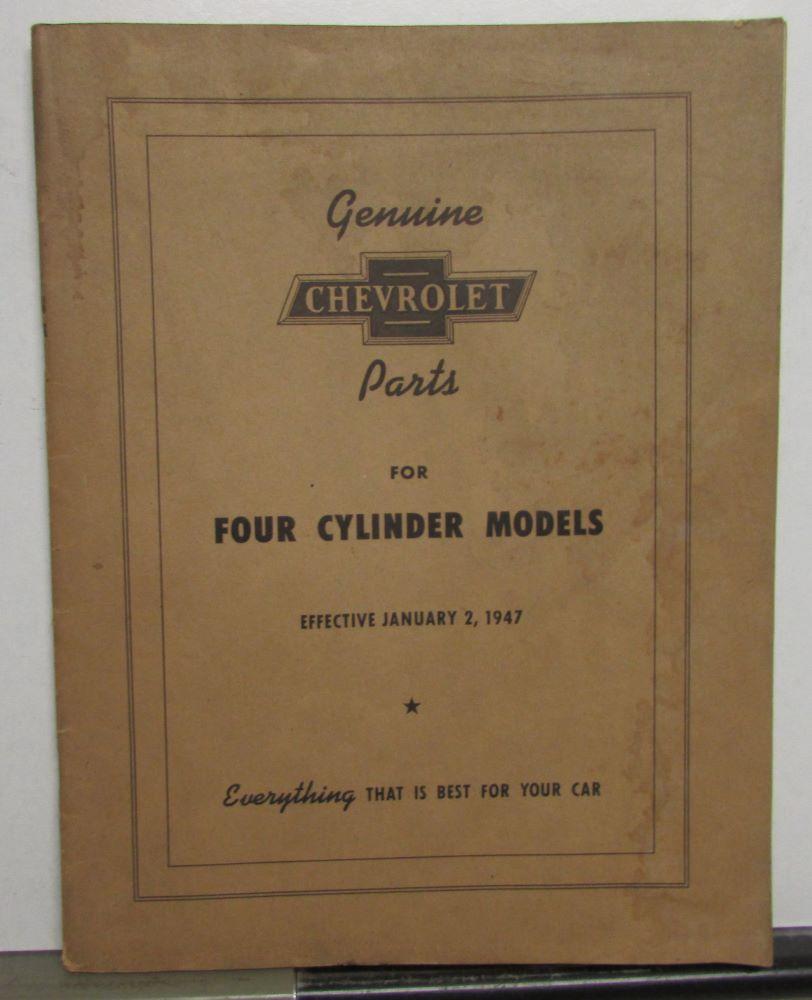 Genuine
CHEVROLET
Parts
FOR
FOUR CYLINDER MODELS
EFFECTIVE JANUARY 2, 1947
Everything THAT IS BEST FOR YOUR CAR